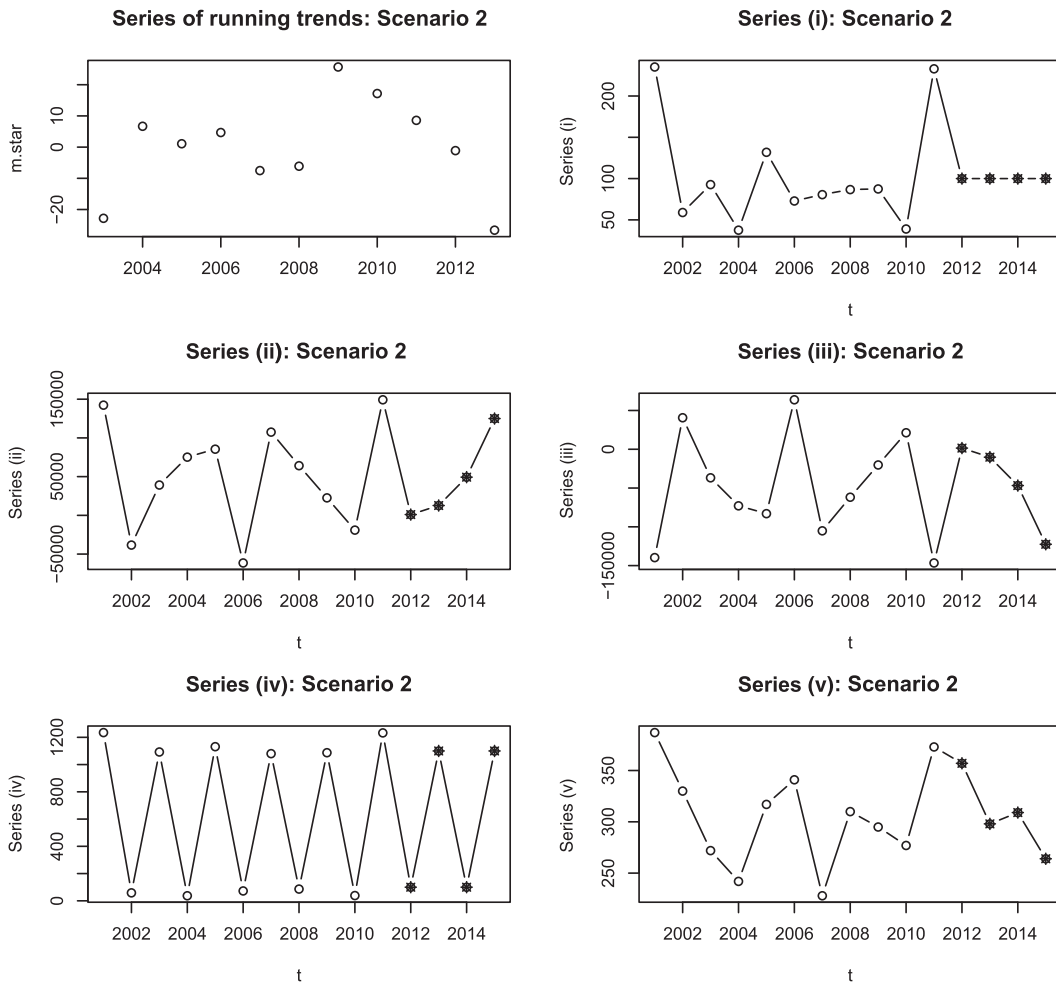 Series of running trends: Scenario 2
m.star
10
0
−20
2004 2006 2008 2010 2012
Series (i): Scenario 2
Series (i)
200
100
50
2002 2004 2006 2008 2010 2012 2014
t
Series (ii): Scenario 2
Series (ii)
150000
50000
−50000
2002 2004 2006 2008 2010 2012 2014
t
Series (iii): Scenario 2
Series (iii)
0
−150000
2002 2004 2006 2008 2010 2012 2014
t
Series (iv): Scenario 2
Series (iv)
1200
800
400
0
2002 2004 2006 2008 2010 2012 2014
t
Series (v): Scenario 2
Series (v)
350
300
250
2002 2004 2006 2008 2010 2012 2014
t